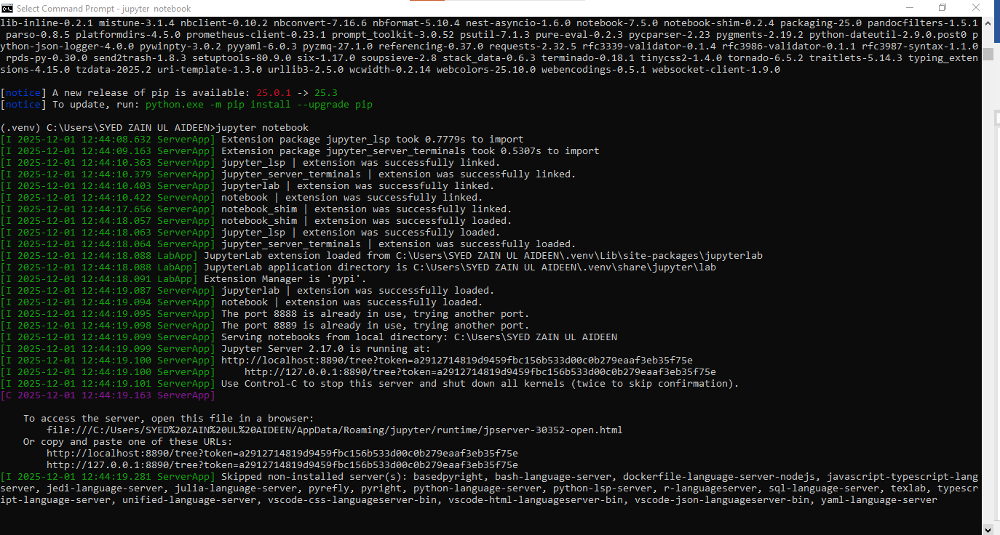 Select Command Prompt - jupyter  notebook
lib-inline-0.2.1 mistune-3.1.4 nbclient-0.10.2 nbconvert-7.16.6 nbformat-5.10.4 nest-asyncio-1.6.0 notebook-7.5.0 notebook-shim-0.2.4 packaging-25.0 pandocfilters-1.5.1
parso-0.8.5 platformdirs-4.5.0 prometheus-client-0.23.1 prompt_toolkit-3.0.52 psutil-7.1.3 pure-eval-0.2.3 pycparser-2.23 pygments-2.19.2 python-dateutil-2.9.0.post0 p
ython-json-logger-4.0.0 pywinpty-3.0.2 pyyaml-6.0.3 pyzmq-27.1.0 referencing-0.37.0 requests-2.32.5 rfc3339-validator-0.1.4 rfc3986-validator-0.1.1 rfc3987-syntax-1.1.0
rpds-py-0.30.0 send2trash-1.8.3 setuptools-80.9.0 six-1.17.0 soupsieve-2.8 stack_data-0.6.3 terminado-0.18.1 tinycss2-1.4.0 tornado-6.5.2 traitlets-5.14.3 typing_exten
sions-4.15.0 tzdata-2025.2 uri-template-1.3.0 urllib3-2.5.0 wcwidth-0.2.14 webcolors-25.10.0 webencodings-0.5.1 websocket-client-1.9.0
[notice] A new release of pip is available: 25.0.1 -> 25.3
[notice] To update, run: python.exe -m pip install --upgrade pip
(.venv) C:\Users\SYED ZAIN UL AIDEEN>jupyter notebook
[I 2025-12-01 12:44:08.632 ServerApp] Extension package jupyter_lsp took 0.7779s to import
[I 2025-12-01 12:44:09.163 ServerApp] Extension package jupyter_server_terminals took 0.5307s to import
[I 2025-12-01 12:44:10.363 ServerApp] jupyter_lsp | extension was successfully linked.
[I 2025-12-01 12:44:10.379 ServerApp] jupyter_server_terminals | extension was successfully linked.
[I 2025-12-01 12:44:10.403 ServerApp] jupyterlab | extension was successfully linked.
[I 2025-12-01 12:44:10.422 ServerApp] notebook | extension was successfully linked.
[I 2025-12-01 12:44:17.656 ServerApp] notebook_shim | extension was successfully linked.
[I 2025-12-01 12:44:18.057 ServerApp] notebook_shim | extension was successfully loaded.
[I 2025-12-01 12:44:18.063 ServerApp] jupyter_lsp | extension was successfully loaded.
[I 2025-12-01 12:44:18.064 ServerApp] jupyter_server_terminals | extension was successfully loaded.
[I 2025-12-01 12:44:18.088 LabApp] JupyterLab extension loaded from C:\Users\SYED ZAIN UL AIDEEN\.venv\Lib\site-packages\jupyterlab
[I 2025-12-01 12:44:18.088 LabApp] JupyterLab application directory is C:\Users\SYED ZAIN UL AIDEEN\.venv\share\jupyter\lab
[I 2025-12-01 12:44:18.091 LabApp] Extension Manager is 'pypi'.
[I 2025-12-01 12:44:19.087 ServerApp] jupyterlab | extension was successfully loaded.
[I 2025-12-01 12:44:19.094 ServerApp] notebook | extension was successfully loaded.
[I 2025-12-01 12:44:19.095 ServerApp] The port 8888 is already in use, trying another port.
[I 2025-12-01 12:44:19.098 ServerApp] The port 8889 is already in use, trying another port.
[I 2025-12-01 12:44:19.099 ServerApp] Serving notebooks from local directory: C:\Users\SYED ZAIN UL AIDEEN
[I 2025-12-01 12:44:19.099 ServerApp] Jupyter Server 2.17.0 is running at:
[I 2025-12-01 12:44:19.100 ServerApp] http://localhost:8890/tree?token=a2912714819d9459fbc156b533d00c0b279eaaf3eb35f75e
[I 2025-12-01 12:44:19.100 ServerApp]     http://127.0.0.1:8890/tree?token=a2912714819d9459fbc156b533d00c0b279eaaf3eb35f75e
[I 2025-12-01 12:44:19.101 ServerApp] Use Control-C to stop this server and shut down all kernels (twice to skip confirmation).
[C 2025-12-01 12:44:19.163 ServerApp]
To access the server, open this file in a browser:
file:///C:/Users/SYED%20ZAIN%20UL%20AIDEEN/AppData/Roaming/jupyter/runtime/jpserver-30352-open.html
Or copy and paste one of these URLs:
http://localhost:8890/tree?token=a2912714819d9459fbc156b533d00c0b279eaaf3eb35f75e
http://127.0.0.1:8890/tree?token=a2912714819d9459fbc156b533d00c0b279eaaf3eb35f75e
[I 2025-12-01 12:44:19.281 ServerApp] Skipped non-installed server(s): basedpyright, bash-language-server, dockerfile-language-server-nodejs, javascript-typescript-lang
server, jedi-language-server, julia-language-server, pyrefly, pyright, python-language-server, python-lsp-server, r-languageserver, sql-language-server, texlab, typescr
ipt-language-server, unified-language-server, vscode-css-languageserver-bin, vscode-html-languageserver-bin, vscode-json-languageserver-bin, yaml-language-server